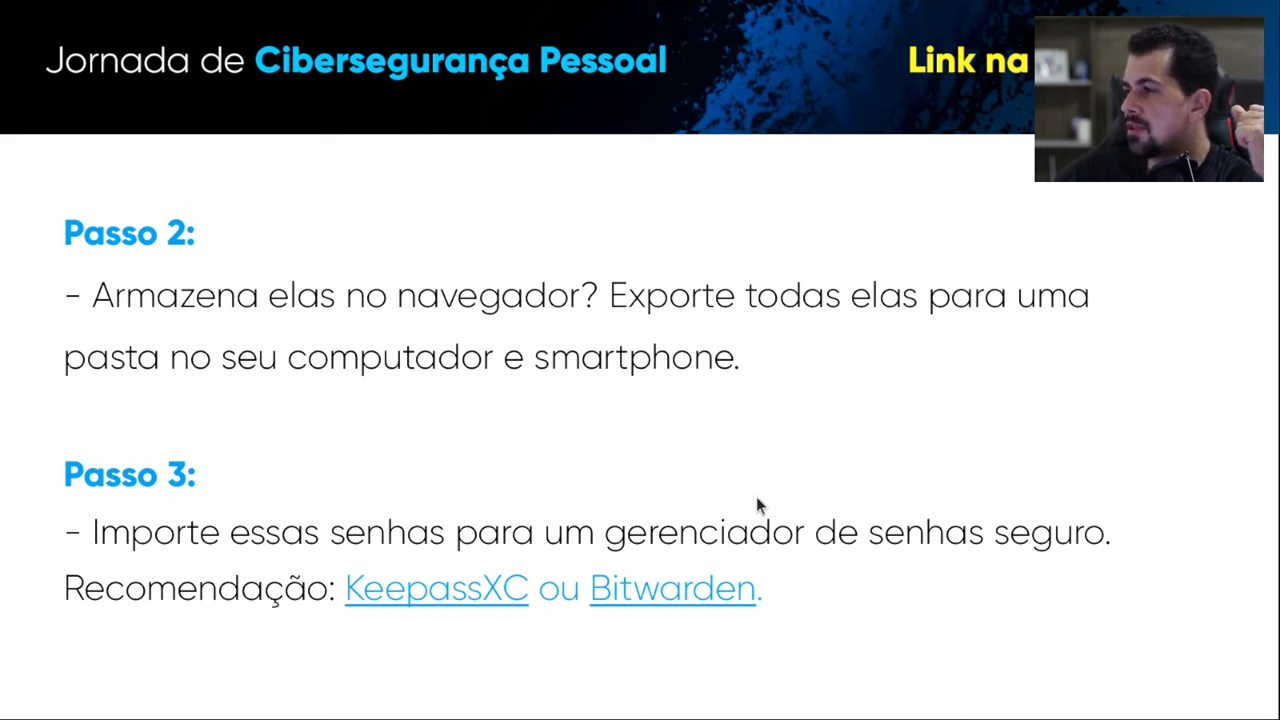 Jornada de Cibersegurança Pessoal
Link na
Passo 2:
- Armazena elas no navegador? Exporte todas elas para uma
pasta no seu computador e smartphone.
Passo 3:
- Importe essas senhas para um gerenciador de senhas seguro.
Recomendação: KeepassXC ou Bitwarden.